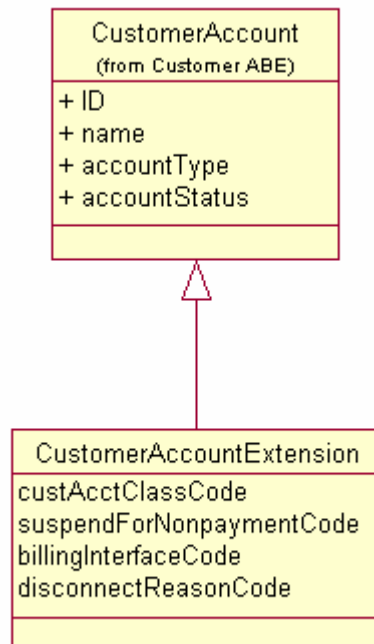 CustomerAccount
(from Customer ABE)
+ ID
+ name
+ accountType
+ accountStatus
CustomerAccountExtension
custAcctClassCode
suspendForNonpaymentCode
billingInterfaceCode
disconnectReasonCode